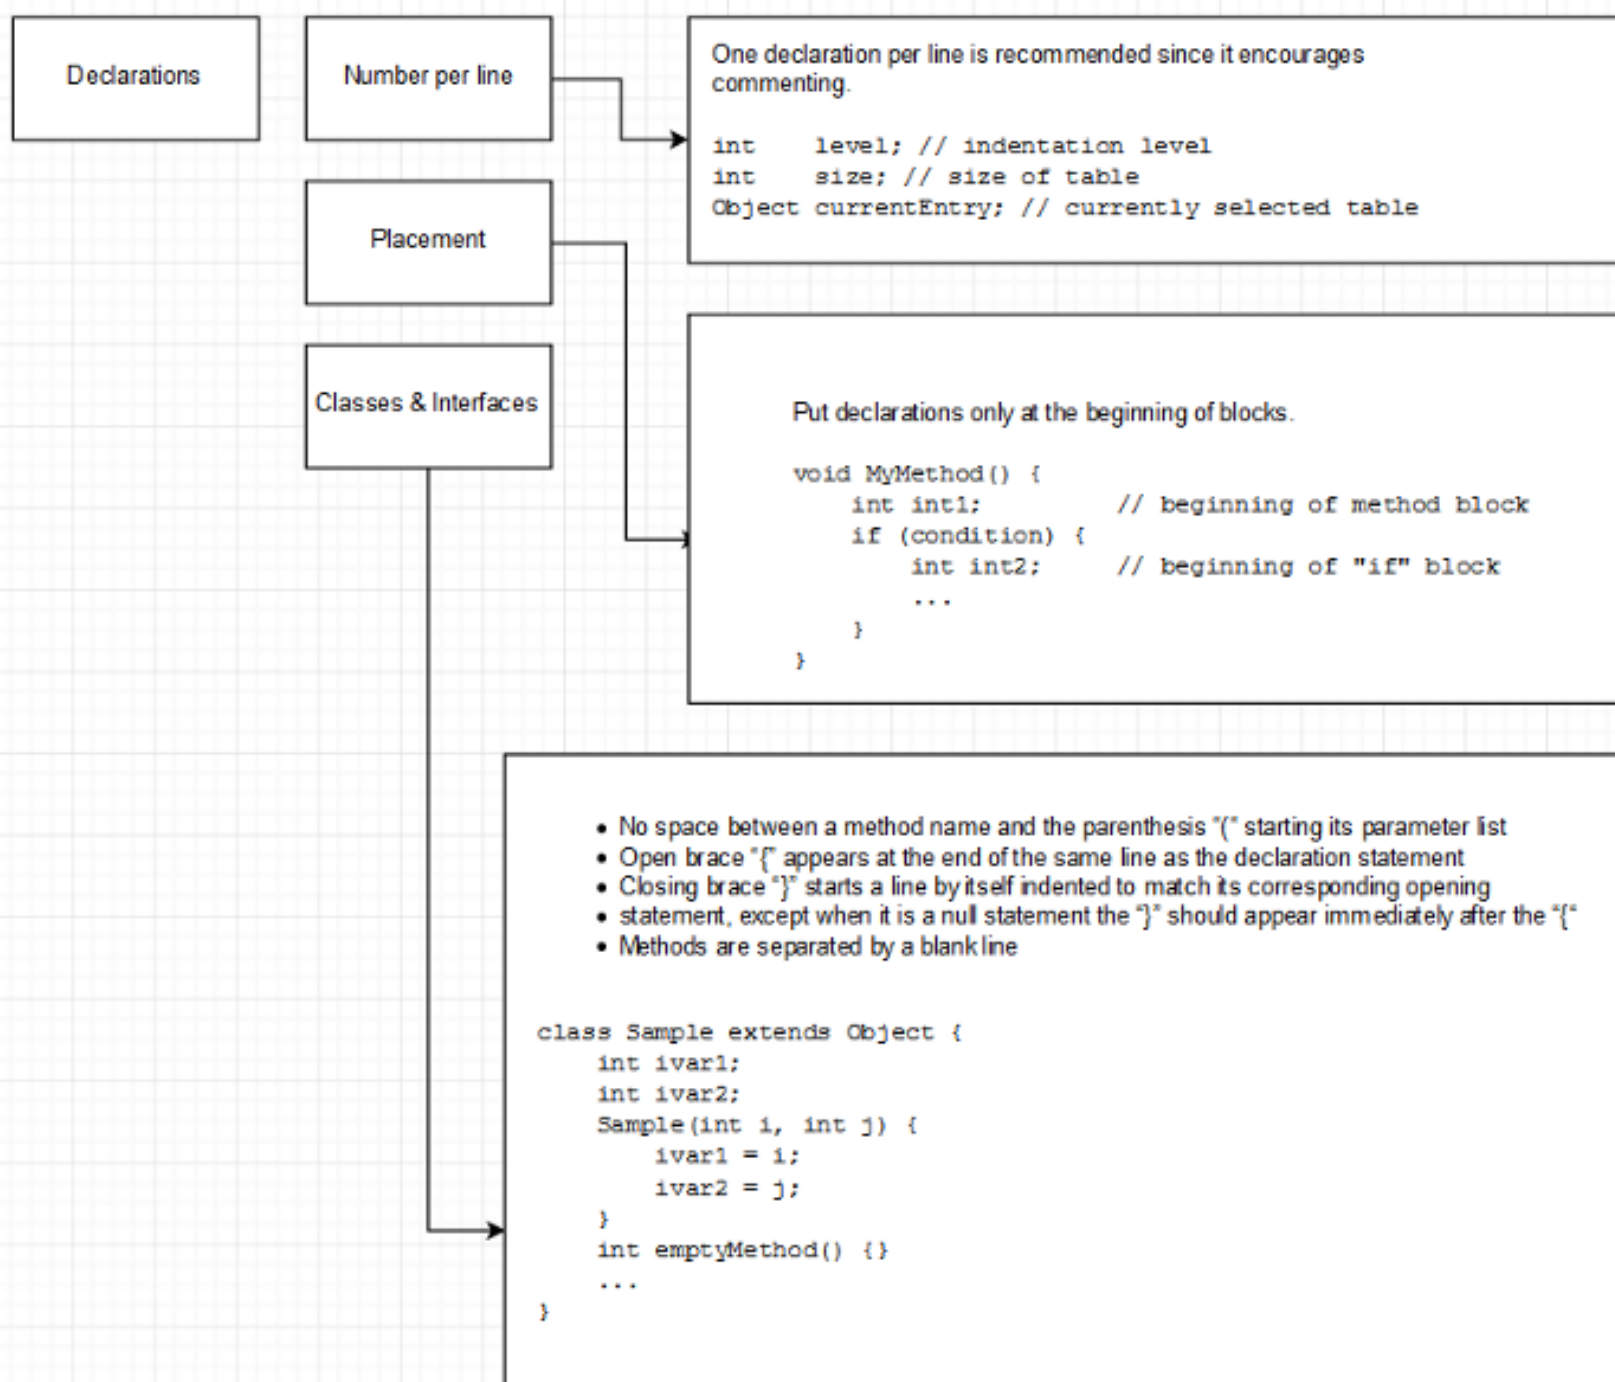 Declarations
Number per line
One declaration per line is recommended since it encourages
commenting.
int    level; // indentation level
int    size; // size of table
Object currentEntry; // currently selected table
Placement
Put declarations only at the beginning of blocks.
void MyMethod() {
    int int1;         // beginning of method block
    if (condition) {
        int int2;     // beginning of "if" block
        ...
    }
}
Classes & Interfaces
• No space between a method name and the parenthesis “(“ starting its parameter list
• Open brace “{” appears at the end of the same line as the declaration statement
• Closing brace “}” starts a line by itself indented to match its corresponding opening
• statement, except when it is a null statement the “}” should appear immediately after the “{“
• Methods are separated by a blank line
class Sample extends Object {
    int ivar1;
    int ivar2;
    Sample(int i, int j) {
        ivar1 = i;
        ivar2 = j;
    }
    int emptyMethod() {}
    ...
}